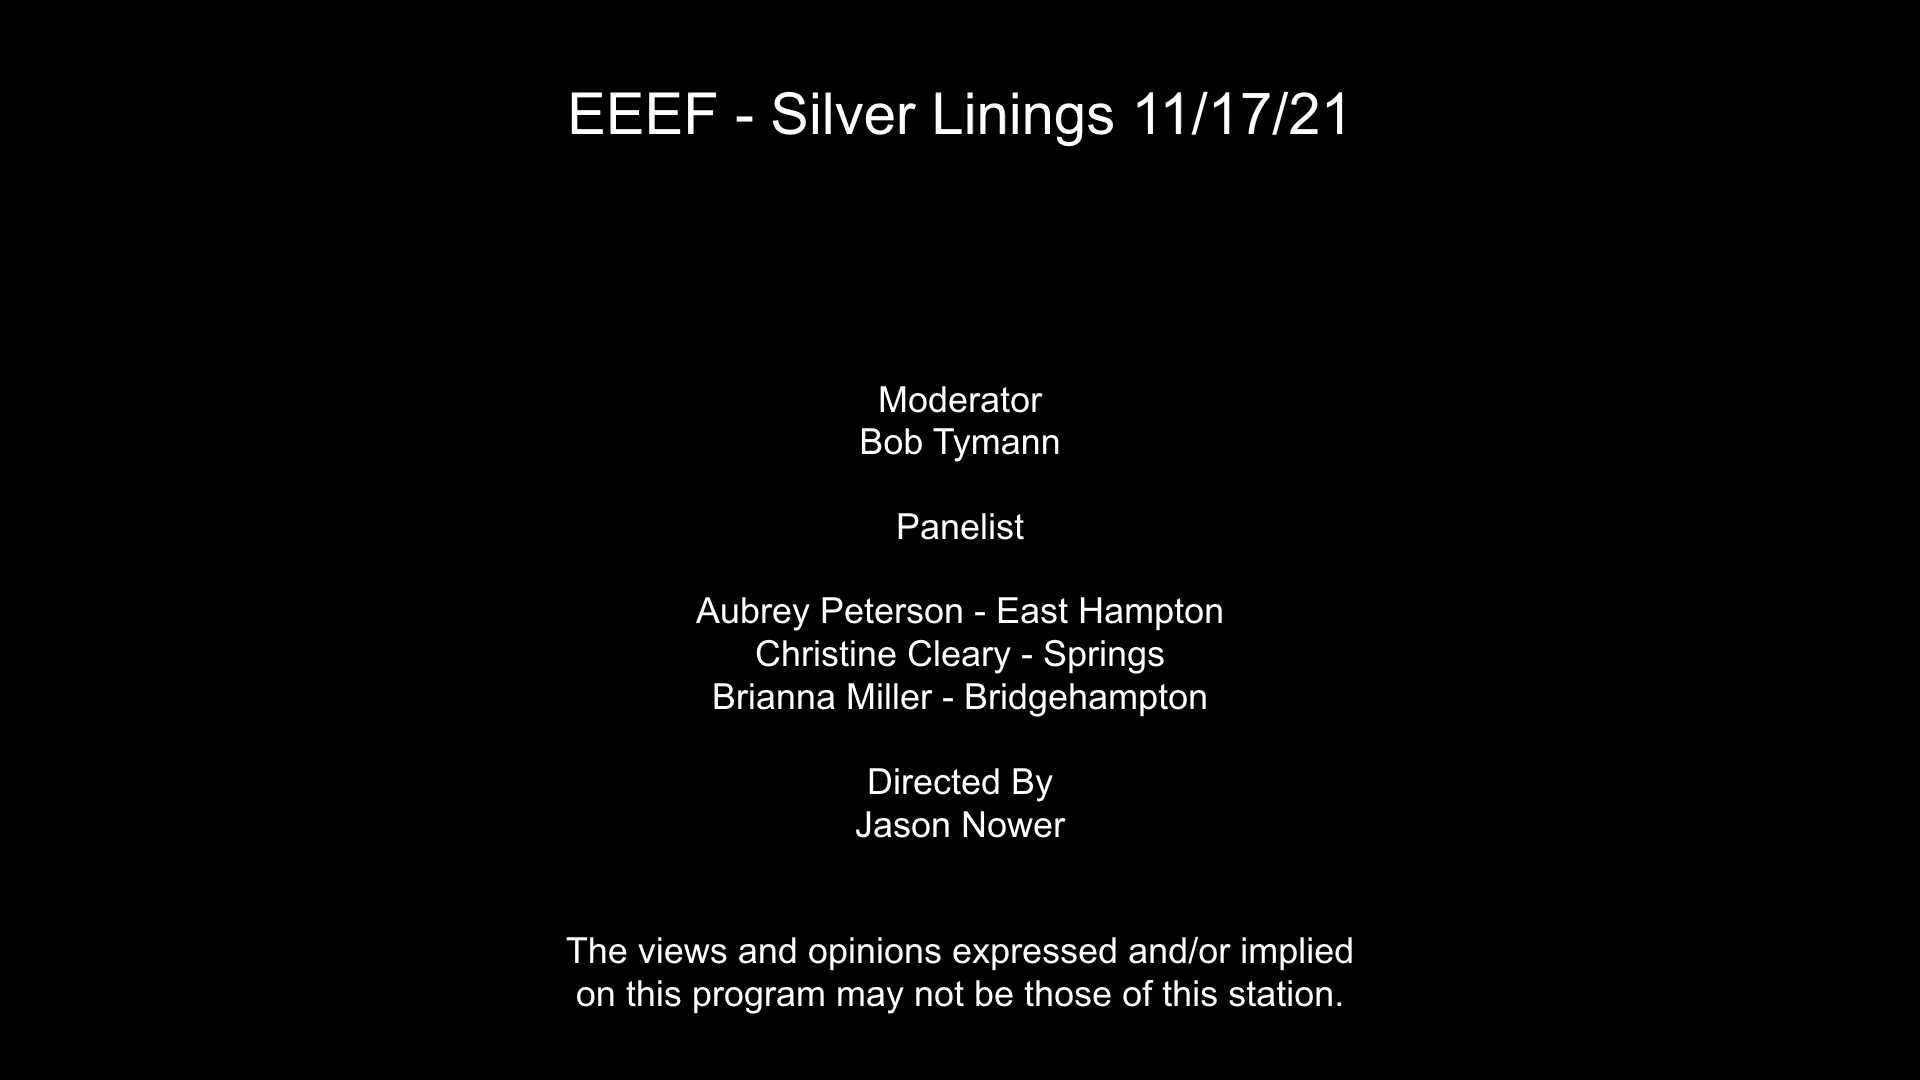 EEEF - Silver Linings 11/17/21
Moderator
Bob Tymann
Panelist
Aubrey Peterson - East Hampton
Christine Cleary - Springs
Brianna Miller - Bridgehampton
Directed By
Jason Nower
The views and opinions expressed and/or implied
on this program may not be those of this station.